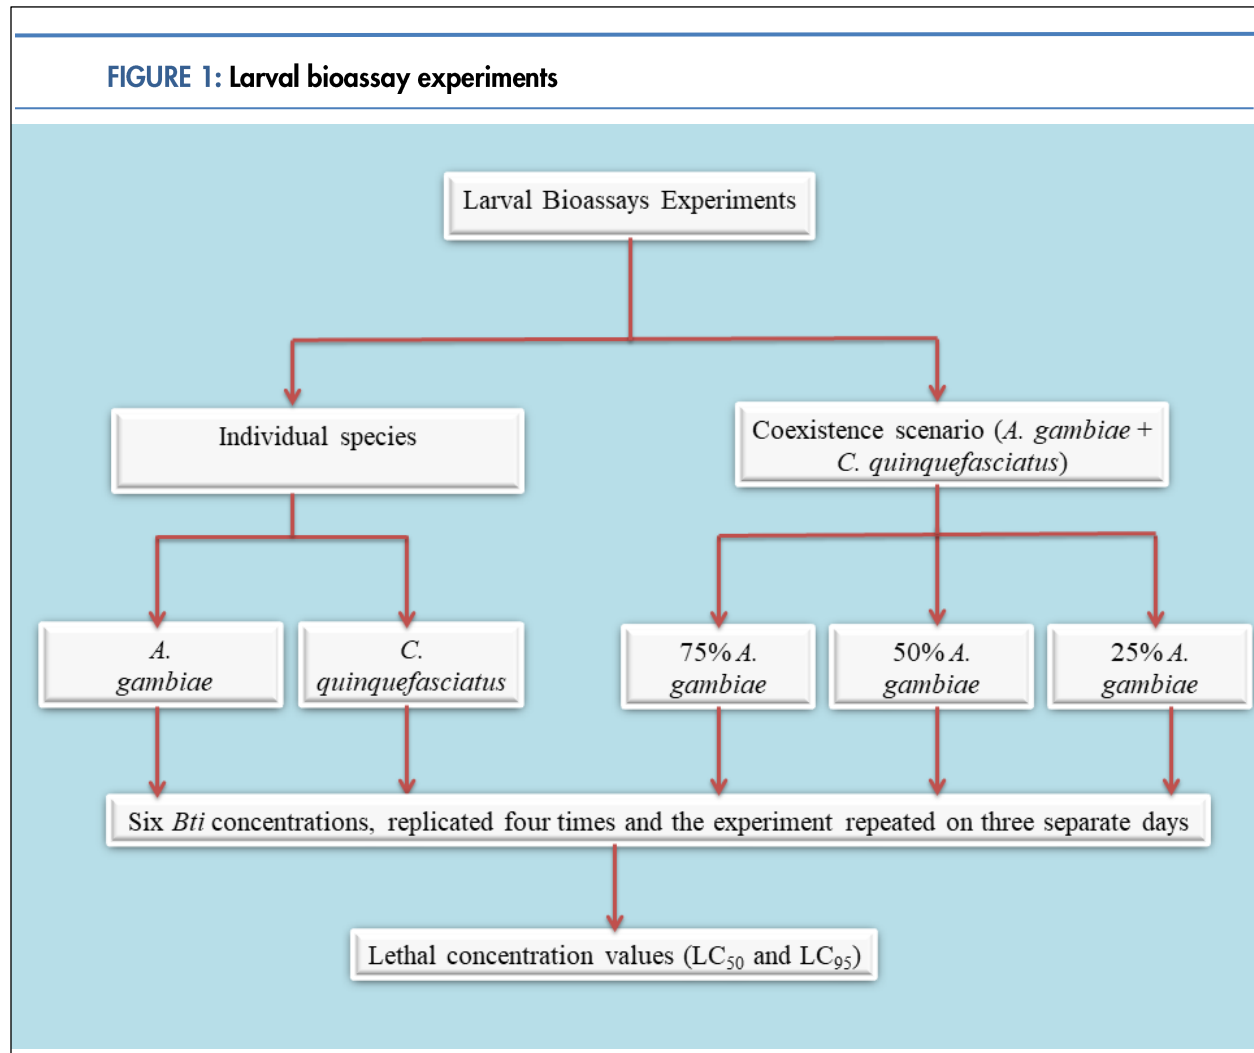 FIGURE 1: Larval bioassay experiments
Larval Bioassays Experiments
Individual species
Coexistence scenario (A. gambiae +
C. quinquefasciatus)
A.
gambiae
C.
quinquefasciatus
75% A.
gambiae
50% A.
gambiae
25% A.
gambiae
Six Bti concentrations, replicated four times and the experiment repeated on three separate days
Lethal concentration values (LC50 and LC95)